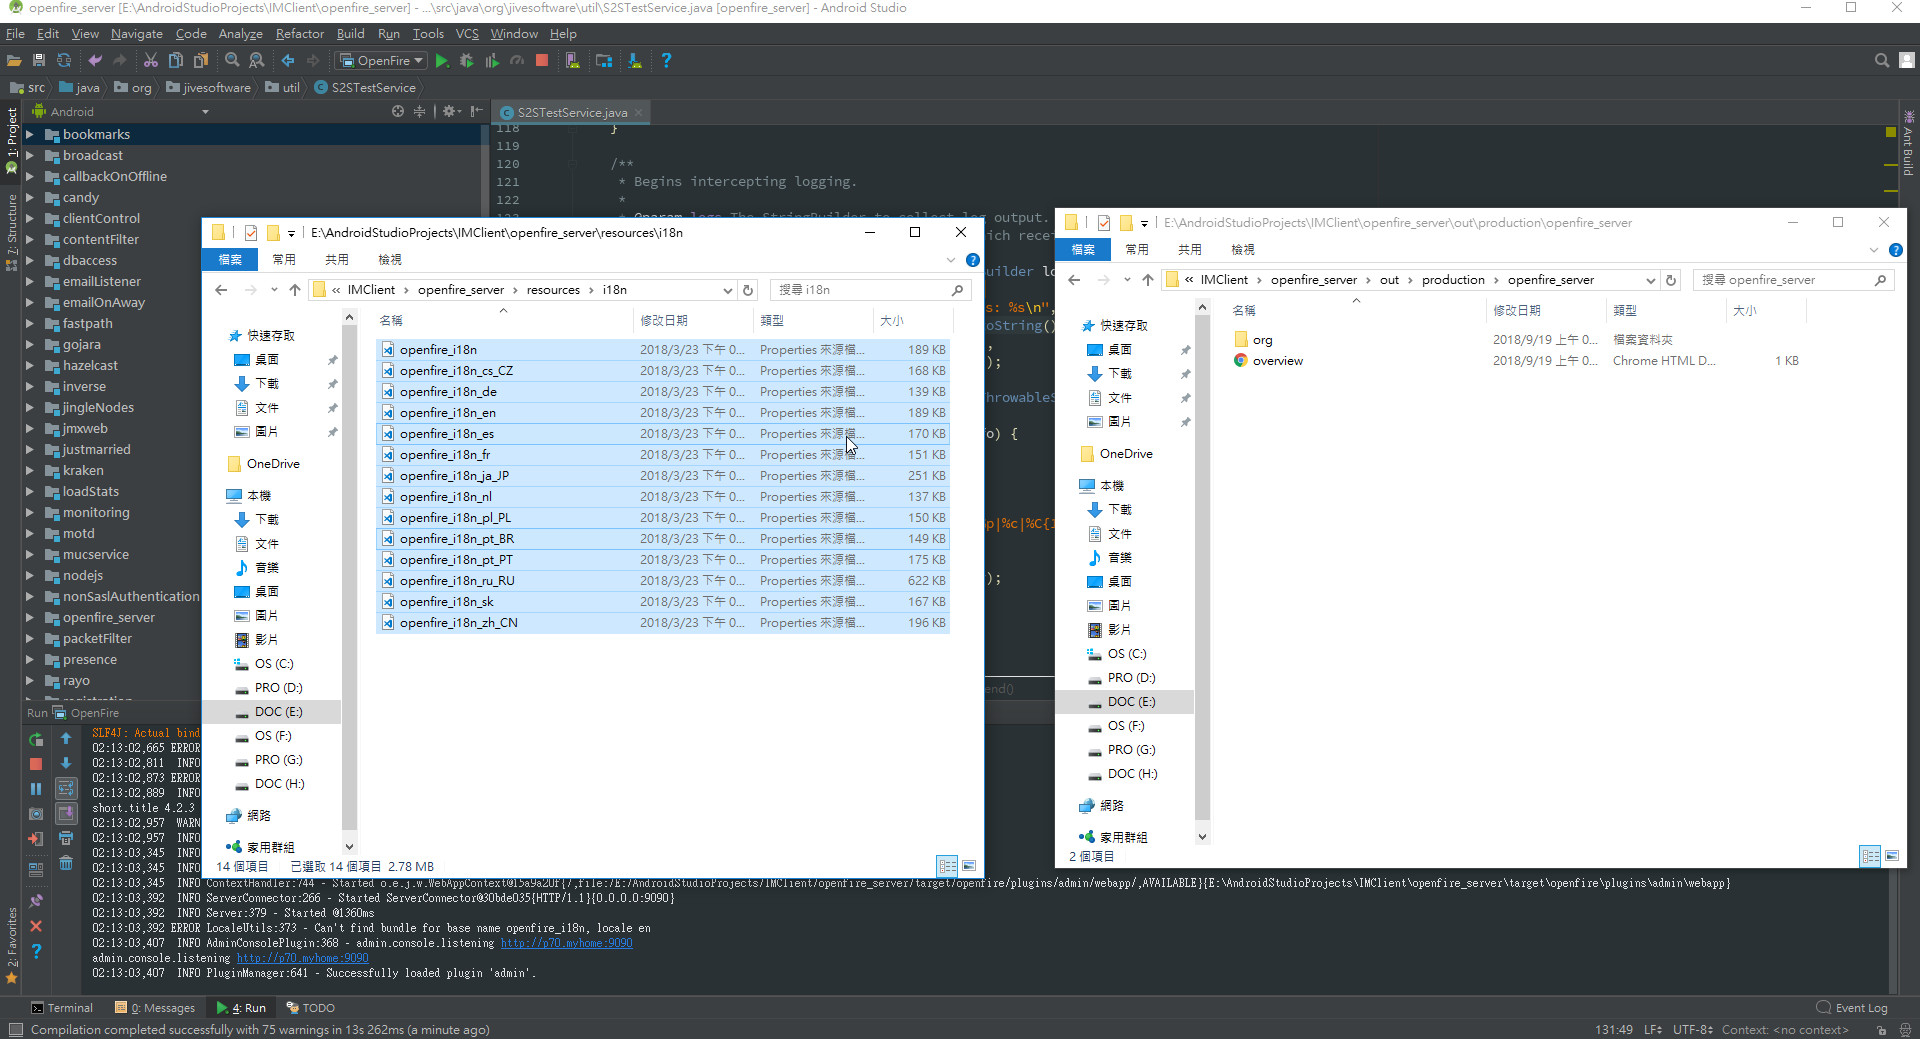 openfire_server [E:\AndroidStudioProjects\IMClient\openfire_server] - ...\src\java\org\jivesoftware\util\S2STestService.java [openfire_server] - Android Studio
File Edit View Navigate Code Analyze Refactor Build Run Tools VCS Window Help
OpenFire
src java org jivesoftware util S2STestService
Android
S2STestService.java
1: Project
7: Structure
2: Favorites
Ant Build
bookmarks
broadcast
callbackOnOffline
candy
clientControl
contentFilter
dbaccess
emailListener
emailOnAway
fastpath
gojara
hazelcast
inverse
jingleNodes
jmxweb
justmarried
kraken
loadStats
monitoring
motd
mucservice
nodejs
nonSaslAuthentication
openfire_server
packetFilter
presence
rayo
118 }
119
120 /**
121 * Begins intercepting logging.
122 *
E:\AndroidStudioProjects\IMClient\openfire_server\resources\i18n
檔案 常用 共用 檢視
« IMClient › openfire_server › resources › i18n
搜尋 i18n
名稱 修改日期 類型 大小
快速存取
桌面
下載
文件
圖片
OneDrive
本機
下載
文件
音樂
桌面
圖片
影片
OS (C:)
PRO (D:)
DOC (E:)
OS (F:)
PRO (G:)
DOC (H:)
網路
家用群組
openfire_i18n 2018/3/23 下午 0... Properties 來源檔... 189 KB
openfire_i18n_cs_CZ 2018/3/23 下午 0... Properties 來源檔... 168 KB
openfire_i18n_de 2018/3/23 下午 0... Properties 來源檔... 139 KB
openfire_i18n_en 2018/3/23 下午 0... Properties 來源檔... 189 KB
openfire_i18n_es 2018/3/23 下午 0... Properties 來源檔... 170 KB
openfire_i18n_fr 2018/3/23 下午 0... Properties 來源檔... 151 KB
openfire_i18n_ja_JP 2018/3/23 下午 0... Properties 來源檔... 251 KB
openfire_i18n_nl 2018/3/23 下午 0... Properties 來源檔... 137 KB
openfire_i18n_pl_PL 2018/3/23 下午 0... Properties 來源檔... 150 KB
openfire_i18n_pt_BR 2018/3/23 下午 0... Properties 來源檔... 149 KB
openfire_i18n_pt_PT 2018/3/23 下午 0... Properties 來源檔... 175 KB
openfire_i18n_ru_RU 2018/3/23 下午 0... Properties 來源檔... 622 KB
openfire_i18n_sk 2018/3/23 下午 0... Properties 來源檔... 167 KB
openfire_i18n_zh_CN 2018/3/23 下午 0... Properties 來源檔... 196 KB
14 個項目 已選取 14 個項目 2.78 MB
E:\AndroidStudioProjects\IMClient\openfire_server\out\production\openfire_server
檔案 常用 共用 檢視
« IMClient › openfire_server › out › production › openfire_server
搜尋 openfire_server
名稱 修改日期 類型 大小
快速存取
桌面
下載
文件
圖片
OneDrive
本機
下載
文件
音樂
桌面
圖片
影片
OS (C:)
PRO (D:)
DOC (E:)
OS (F:)
PRO (G:)
DOC (H:)
網路
家用群組
org 2018/9/19 上午 0... 檔案資料夾
overview 2018/9/19 上午 0... Chrome HTML D... 1 KB
2 個項目
Run OpenFire
SLF4J: Actual bind
02:13:02,665 ERROR
02:13:02,811 INFO
02:13:02,873 ERROR
02:13:02,889 INFO
short.title 4.2.3
02:13:02,957 WARN
02:13:02,957 INFO
02:13:03,345 INFO
02:13:03,345 INFO
02:13:03,345 INFO ContextHandler:744 - Started o.e.j.w.WebAppContext@15a9a20f{/,file:/E:/AndroidStudioProjects/IMClient/openfire_server/target/openfire/plugins/admin/webapp/,AVAILABLE}{E:\AndroidStudioProjects\IMClient\openfire_server\target\openfire\plugins\admin\webapp}
02:13:03,392 INFO ServerConnector:266 - Started ServerConnector@30bde035{HTTP/1.1}{0.0.0.0:9090}
02:13:03,392 INFO Server:379 - Started @1360ms
02:13:03,392 ERROR LocaleUtils:373 - Can't find bundle for base name openfire_i18n, locale en
02:13:03,407 INFO AdminConsolePlugin:368 - admin.console.listening http://p70.myhome:9090
admin.console.listening http://p70.myhome:9090
02:13:03,407 INFO PluginManager:641 - Successfully loaded plugin 'admin'.
Terminal 0: Messages 4: Run TODO Event Log
Compilation completed successfully with 75 warnings in 13s 262ms (a minute ago) 131:49 LF UTF-8 Context: <no context>